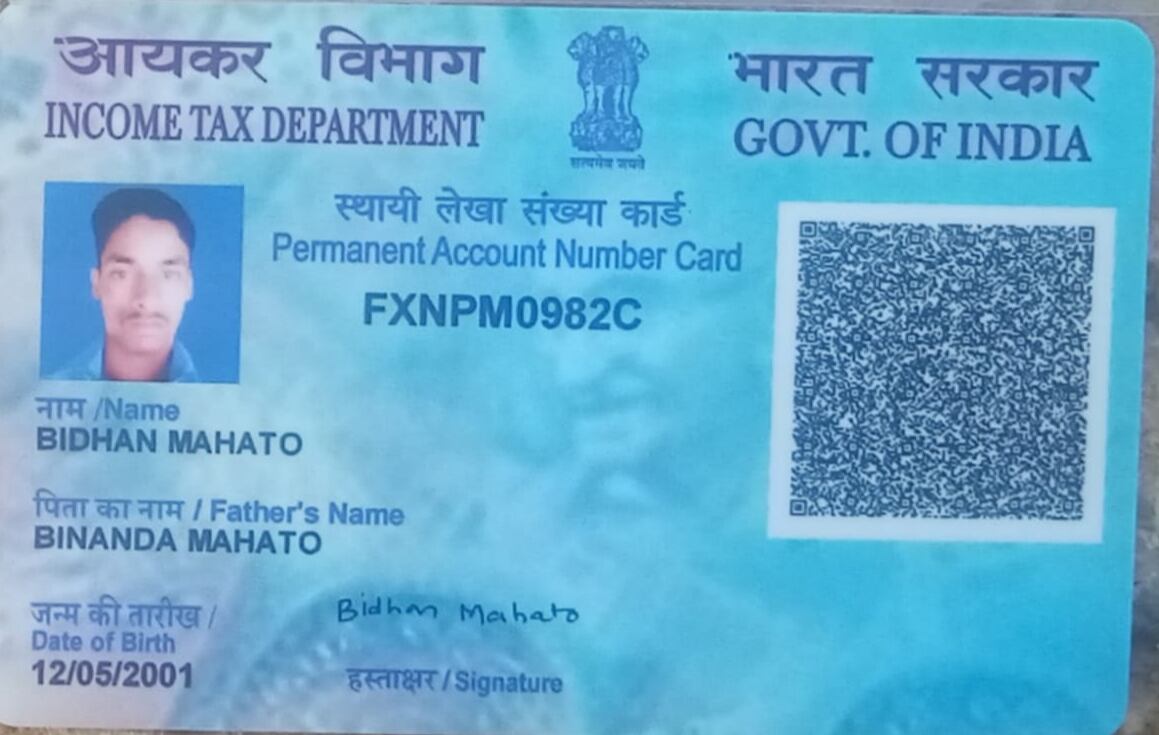 आयकर विभाग
INCOME TAX DEPARTMENT
सत्यमेव जयते
भारत सरकार
GOVT. OF INDIA
स्थायी लेखा संख्या कार्ड
Permanent Account Number Card
FXNPM0982C
नाम /Name
BIDHAN MAHATO
पिता का नाम / Father's Name
BINANDA MAHATO
जन्म की तारीख /
Date of Birth
12/05/2001
Bidhan Mahato
हस्ताक्षर / Signature